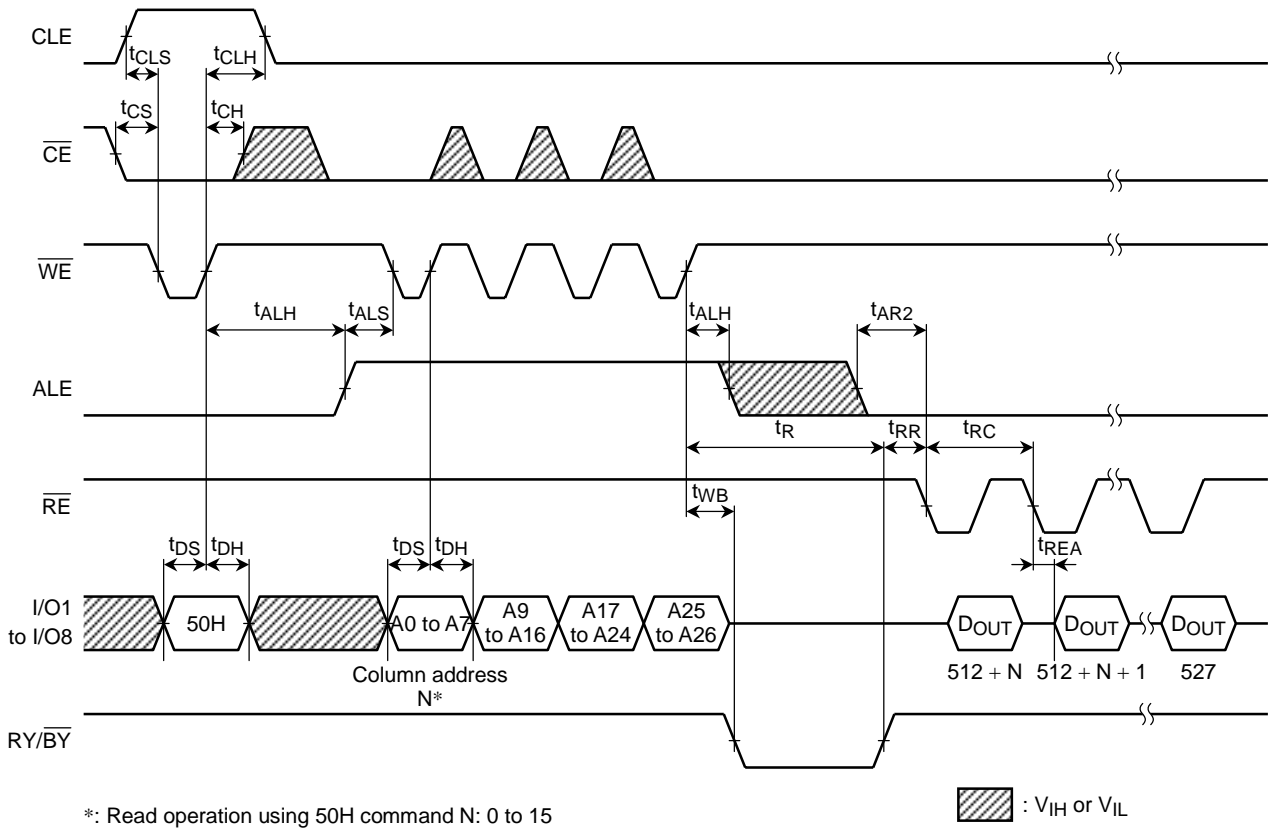 CLE
tCLS
tCLH
tCS
tCH
CE
WE
tALH
tALS
tALH
tAR2
ALE
tR
tRR
tRC
RE
tWB
tDS
tDH
tDS
tDH
tREA
I/O1
to I/O8
50H
A0 to A7
A9
to A16
A17
to A24
A25
to A26
DOUT
DOUT
DOUT
Column address
N*
512 + N
512 + N + 1
527
RY/BY
*: Read operation using 50H command N: 0 to 15
: VIH or VIL